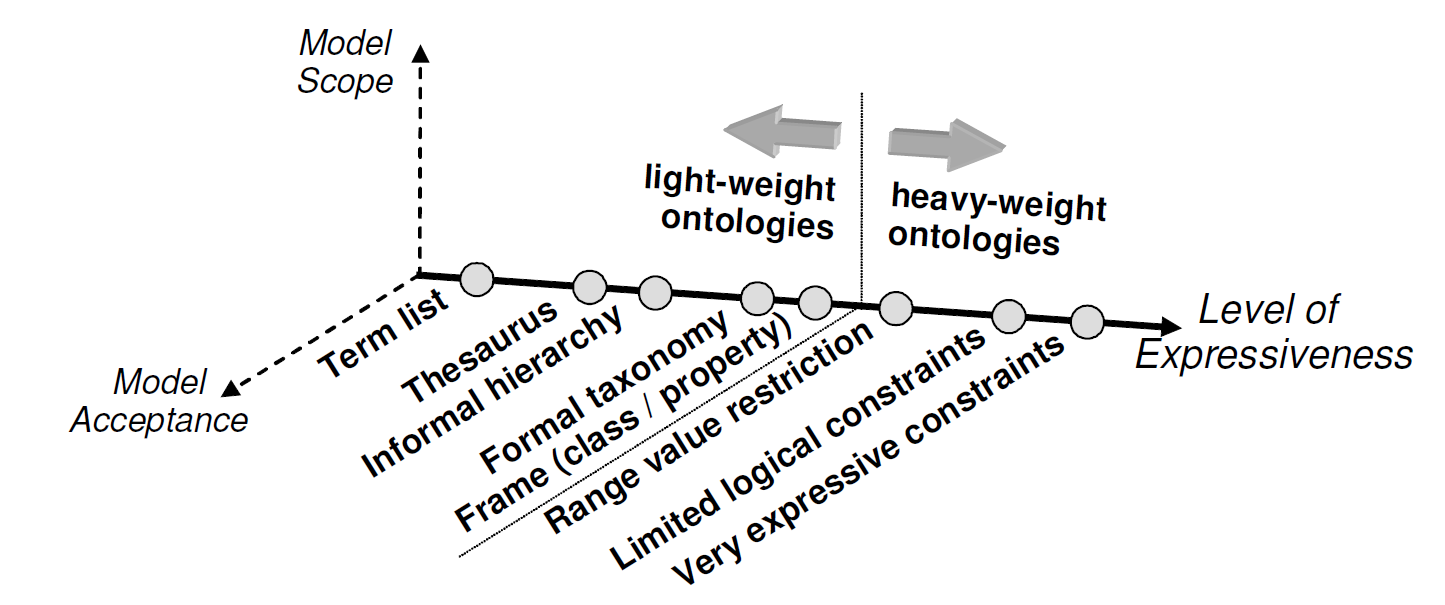 Model
Scope
light-weight
ontologies
heavy-weight
ontologies
Level of
Expressiveness
Model
Acceptance
Term list
Thesaurus
Informal hierarchy
Formal taxonomy
Frame (class / property)
Range value restriction
Limited logical constraints
Very expressive constraints